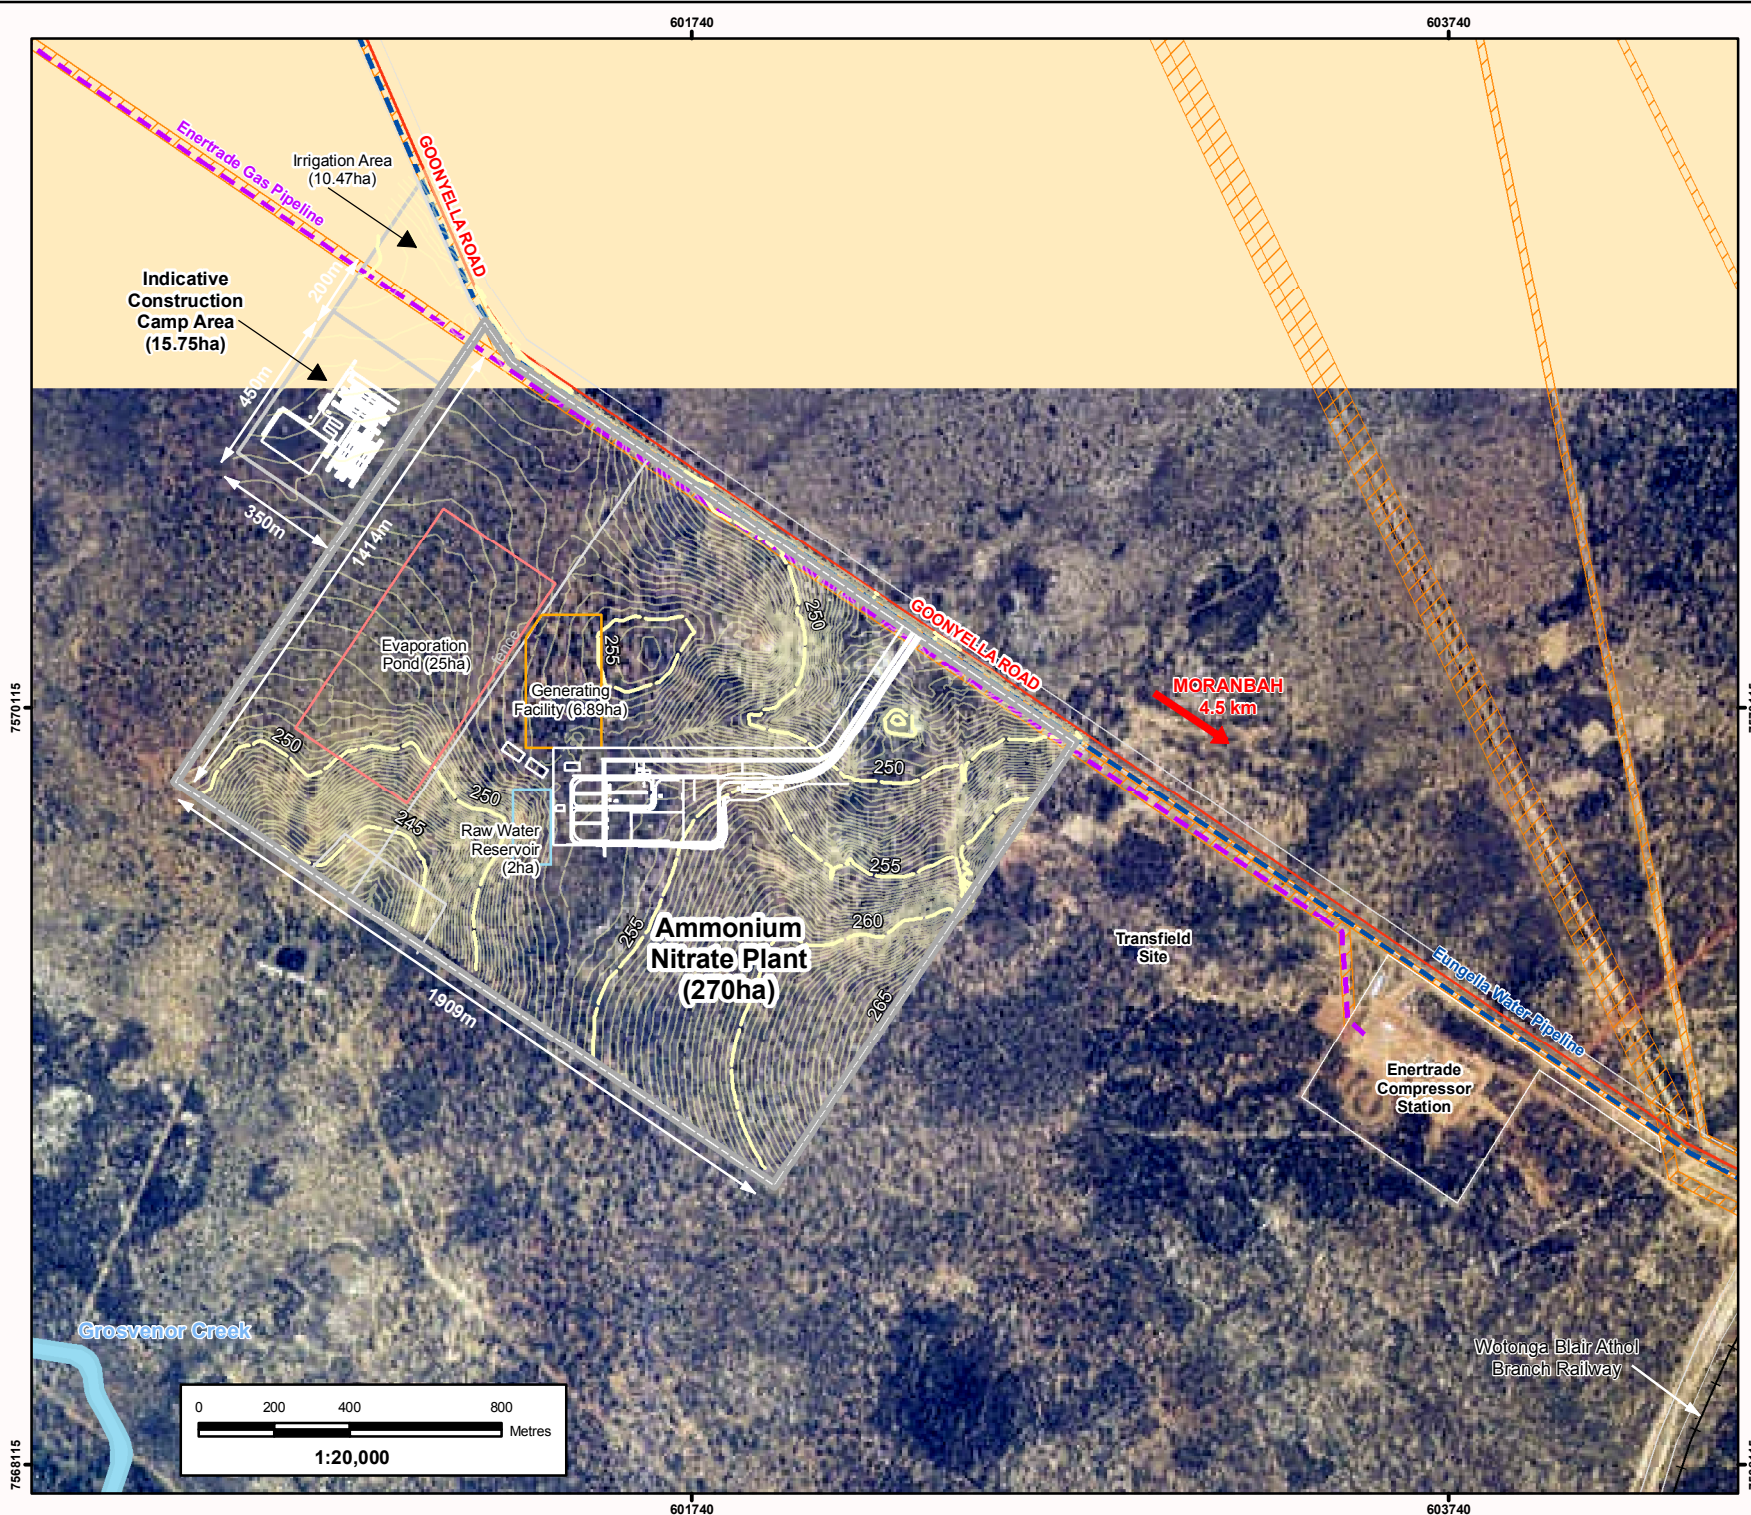 601740
603740
Enertrade Gas Pipeline
Irrigation Area
(10.47ha)
GOONYELLA ROAD
Indicative
Construction
Camp Area
(15.75ha)
200m
450m
350m
1414m
Evaporation
Pond (25ha)
fence
255
Generating
Facility (6.89ha)
250
GOONYELLA ROAD
MORANBAH
4.5 km
7570115
250
250
250
245
Raw Water
Reservoir
(2ha)
255
260
255
265
Ammonium
Nitrate Plant
(270ha)
1909m
Transfield
Site
Eungella Water Pipeline
Enertrade
Compressor
Station
Grosvenor Creek
Wotonga Blair Athol
Branch Railway
0 200 400 800
Metres
1:20,000
7568115
601740
603740